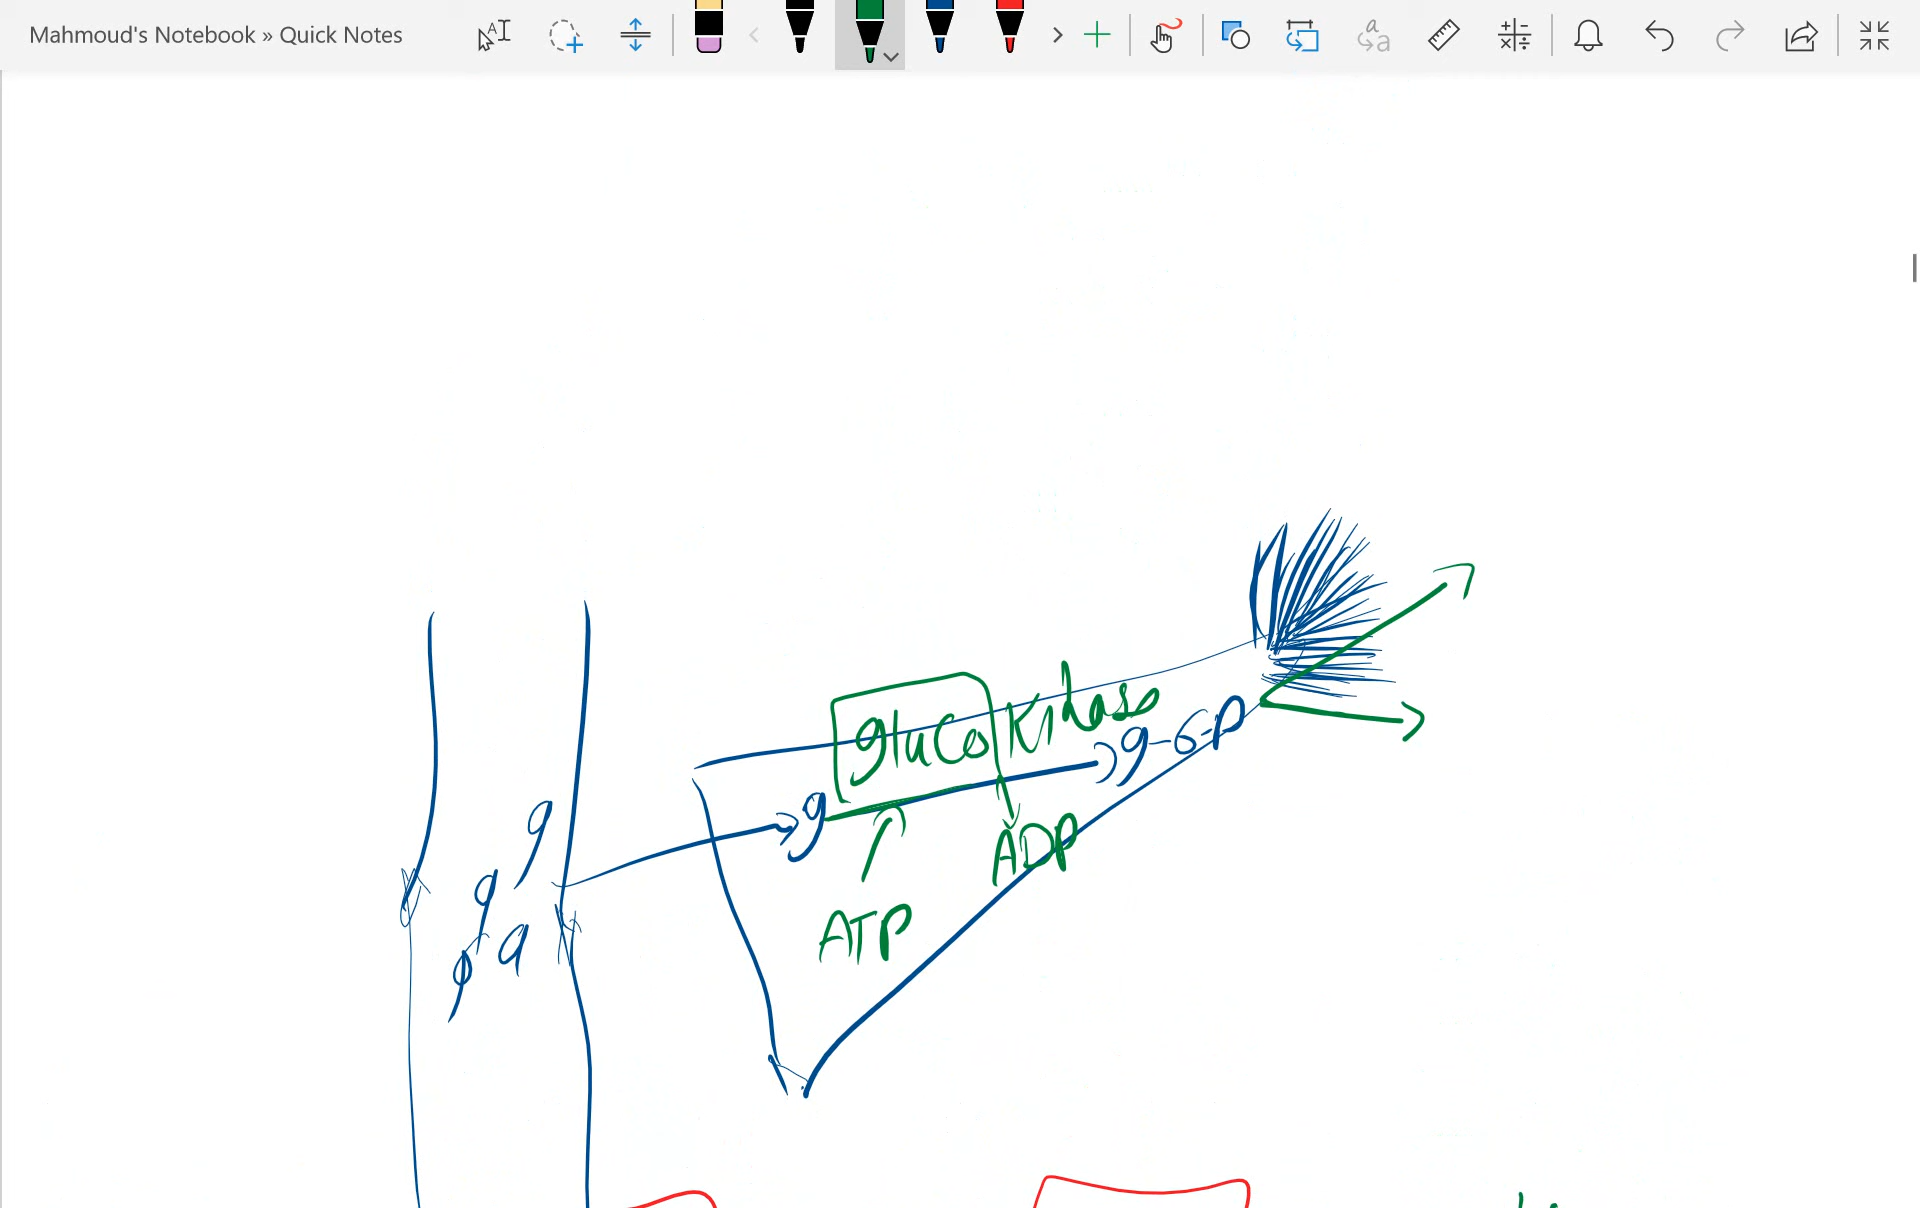 Mahmoud's Notebook » Quick Notes
gluco Kinase
g → g-6-P
ATP
ADP
g
g
g